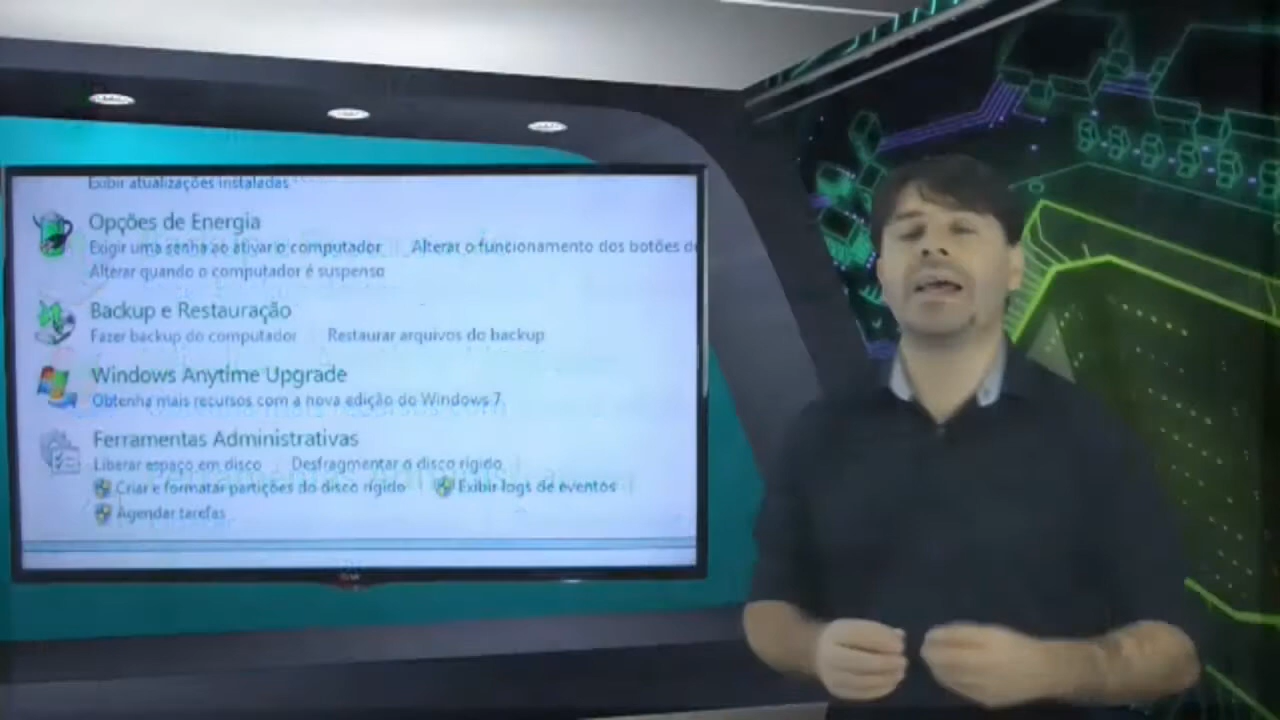 Exibir atualizações instaladas
Opções de Energia
Exigir uma senha ao ativar o computador Alterar o funcionamento dos botões de
Alterar quando o computador é suspenso
Backup e Restauração
Fazer backup do computador Restaurar arquivos do backup
Windows Anytime Upgrade
Obtenha mais recursos com a nova edição do Windows 7.
Ferramentas Administrativas
Liberar espaço em disco Desfragmentar o disco rígido
Criar e formatar partições do disco rígido Exibir logs de eventos
Agendar tarefas